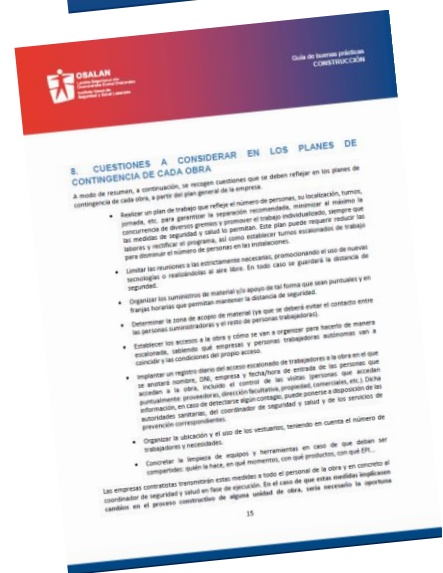 OSALAN
Laneko Segurtasun eta
Osasunerako Euskal Erakundea
Instituto Vasco de
Seguridad y Salud Laborales
Guía de buenas prácticas
CONSTRUCCIÓN
8. CUESTIONES A CONSIDERAR EN LOS PLANES DE
CONTINGENCIA DE CADA OBRA
A modo de resumen, a continuación, se recogen cuestiones que se deben reflejar en los planes de
contingencia de cada obra, a partir del plan general de la empresa.
• Realizar un plan de trabajo que refleje el número de personas, su localización, turnos,
jornada, etc. para garantizar la separación recomendada, minimizar al máximo la
concurrencia de diversos gremios y promover el trabajo individualizado, siempre que
las medidas de seguridad y salud lo permitan. Este plan puede requerir reducir las
labores y rectificar el programa, así como establecer turnos escalonados de trabajo
para disminuir el número de personas en las instalaciones.
• Limitar las reuniones a las estrictamente necesarias, promocionando el uso de nuevas
tecnologías o realizándolas al aire libre. En todo caso se guardará la distancia de
seguridad.
• Organizar los suministros de material y/o apoyo de tal forma que sean puntuales y en
franjas horarias que permitan mantener la distancia de seguridad.
• Determinar la zona de acopio de material (ya que se deberá evitar el contacto entre
las personas suministradoras y el resto de personas trabajadoras).
• Establecer los accesos a la obra y cómo se van a organizar para hacerlo de manera
escalonada, sabiendo qué empresas y personas trabajadoras autónomas van a
coincidir y las condiciones del propio acceso.
• Implantar un registro diario del acceso escalonado de trabajadores a la obra en el que
se anotará nombre, DNI, empresa y fecha/hora de entrada de las personas que
accedan a la obra, incluido el control de las visitas (personas que accedan
puntualmente: proveedores, dirección facultativa, propiedad, comerciales, etc.). Dicha
información, en caso de detectarse algún contagio, puede ponerse a disposición de las
autoridades sanitarias, del coordinador de seguridad y salud y de los servicios de
prevención correspondientes.
• Organizar la ubicación y el uso de los vestuarios, teniendo en cuenta el número de
trabajadores y necesidades.
• Concretar la limpieza de equipos y herramientas en caso de que deban ser
compartidos: quién la hace, en qué momentos, con qué productos, con qué EPI...
Las empresas contratistas transmitirán estas medidas a todo el personal de la obra y en concreto al
coordinador de seguridad y salud en fase de ejecución. En el caso de que estas medidas implicasen
cambios en el proceso constructivo de alguna unidad de obra, sería necesario la oportuna
15